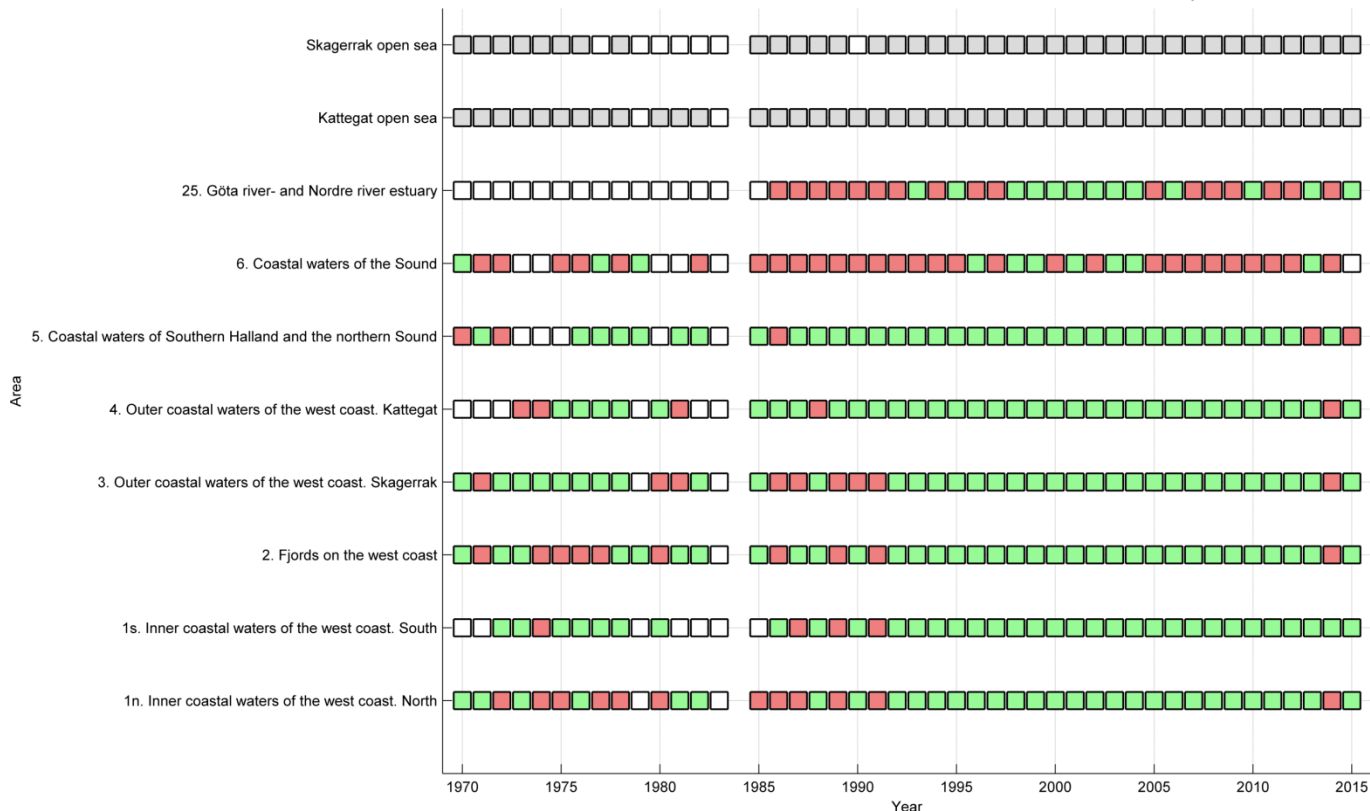 Skagerrak open sea
Kattegat open sea
25. Göta river- and Nordre river estuary
6. Coastal waters of the Sound
5. Coastal waters of Southern Halland and the northern Sound
4. Outer coastal waters of the west coast. Kattegat
3. Outer coastal waters of the west coast. Skagerrak
2. Fjords on the west coast
1s. Inner coastal waters of the west coast. South
1n. Inner coastal waters of the west coast. North
Area
1970 1975 1980 1985 1990 1995 2000 2005 2010 2015
Year